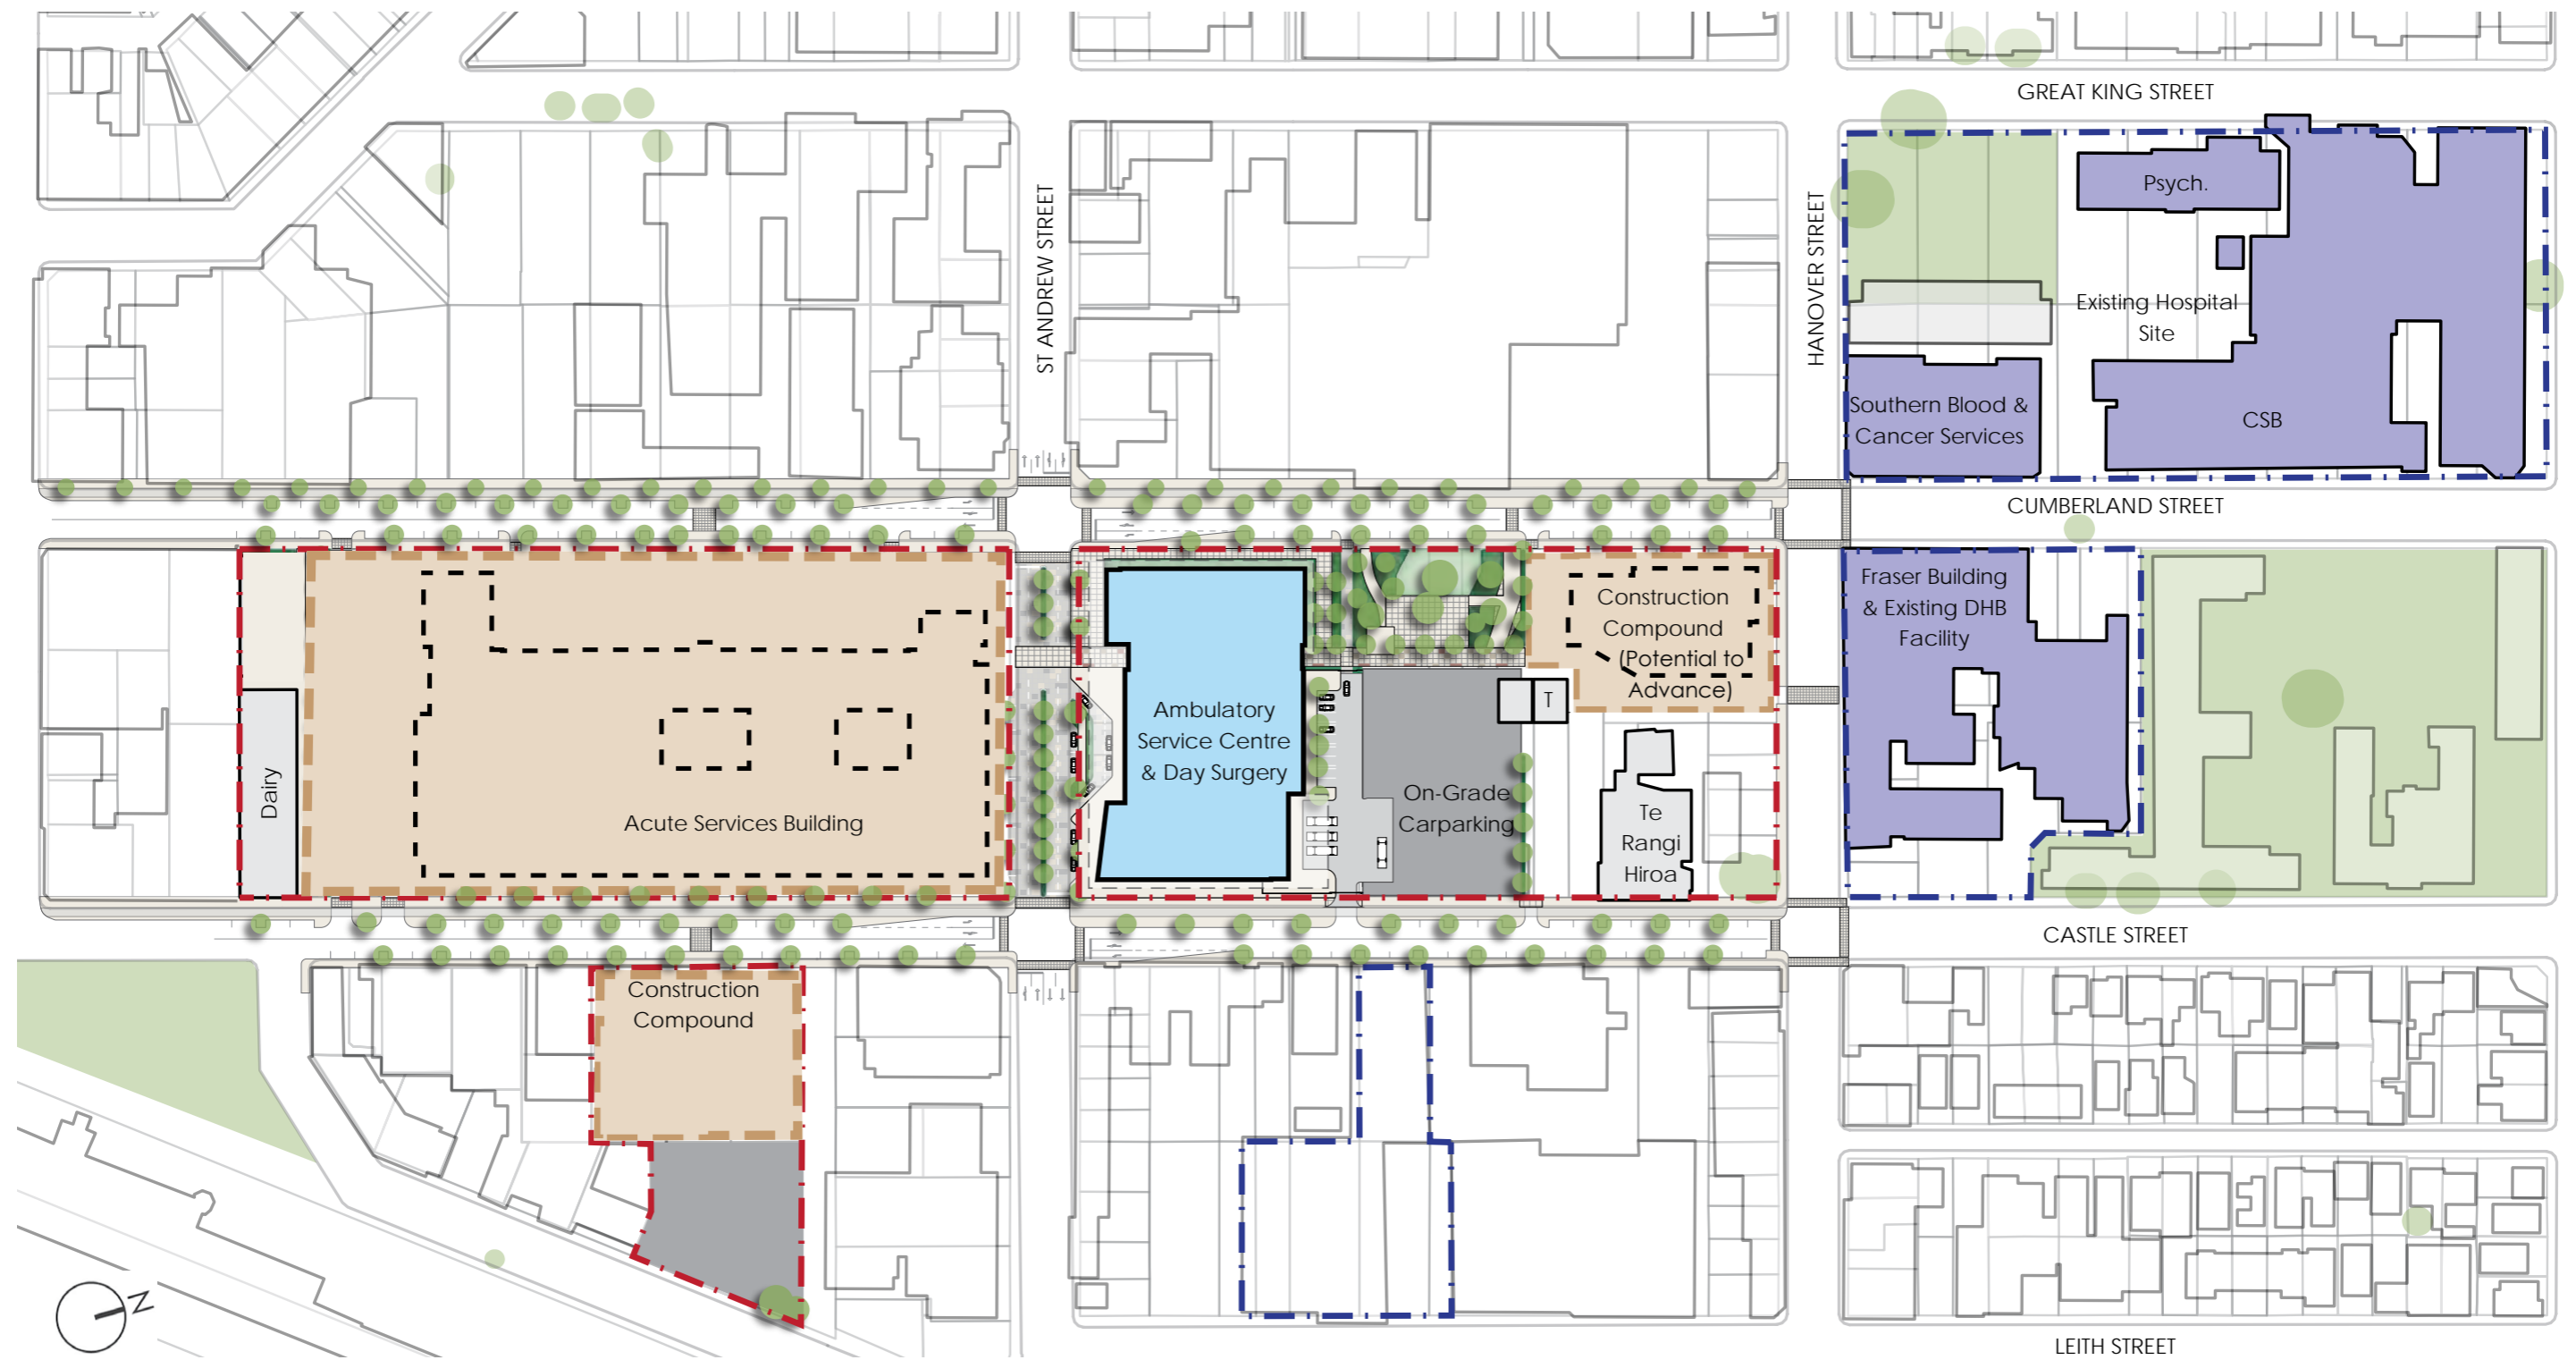 GREAT KING STREET
ST ANDREW STREET
HANOVER STREET
Psych.
Existing Hospital
Site
Southern Blood &
Cancer Services
CSB
CUMBERLAND STREET
Dairy
Acute Services Building
Ambulatory
Service Centre
& Day Surgery
On-Grade
Carparking
T
Construction
Compound
(Potential to
Advance)
Te
Rangi
Hiroa
Fraser Building
& Existing DHB
Facility
CASTLE STREET
Construction
Compound
N
LEITH STREET